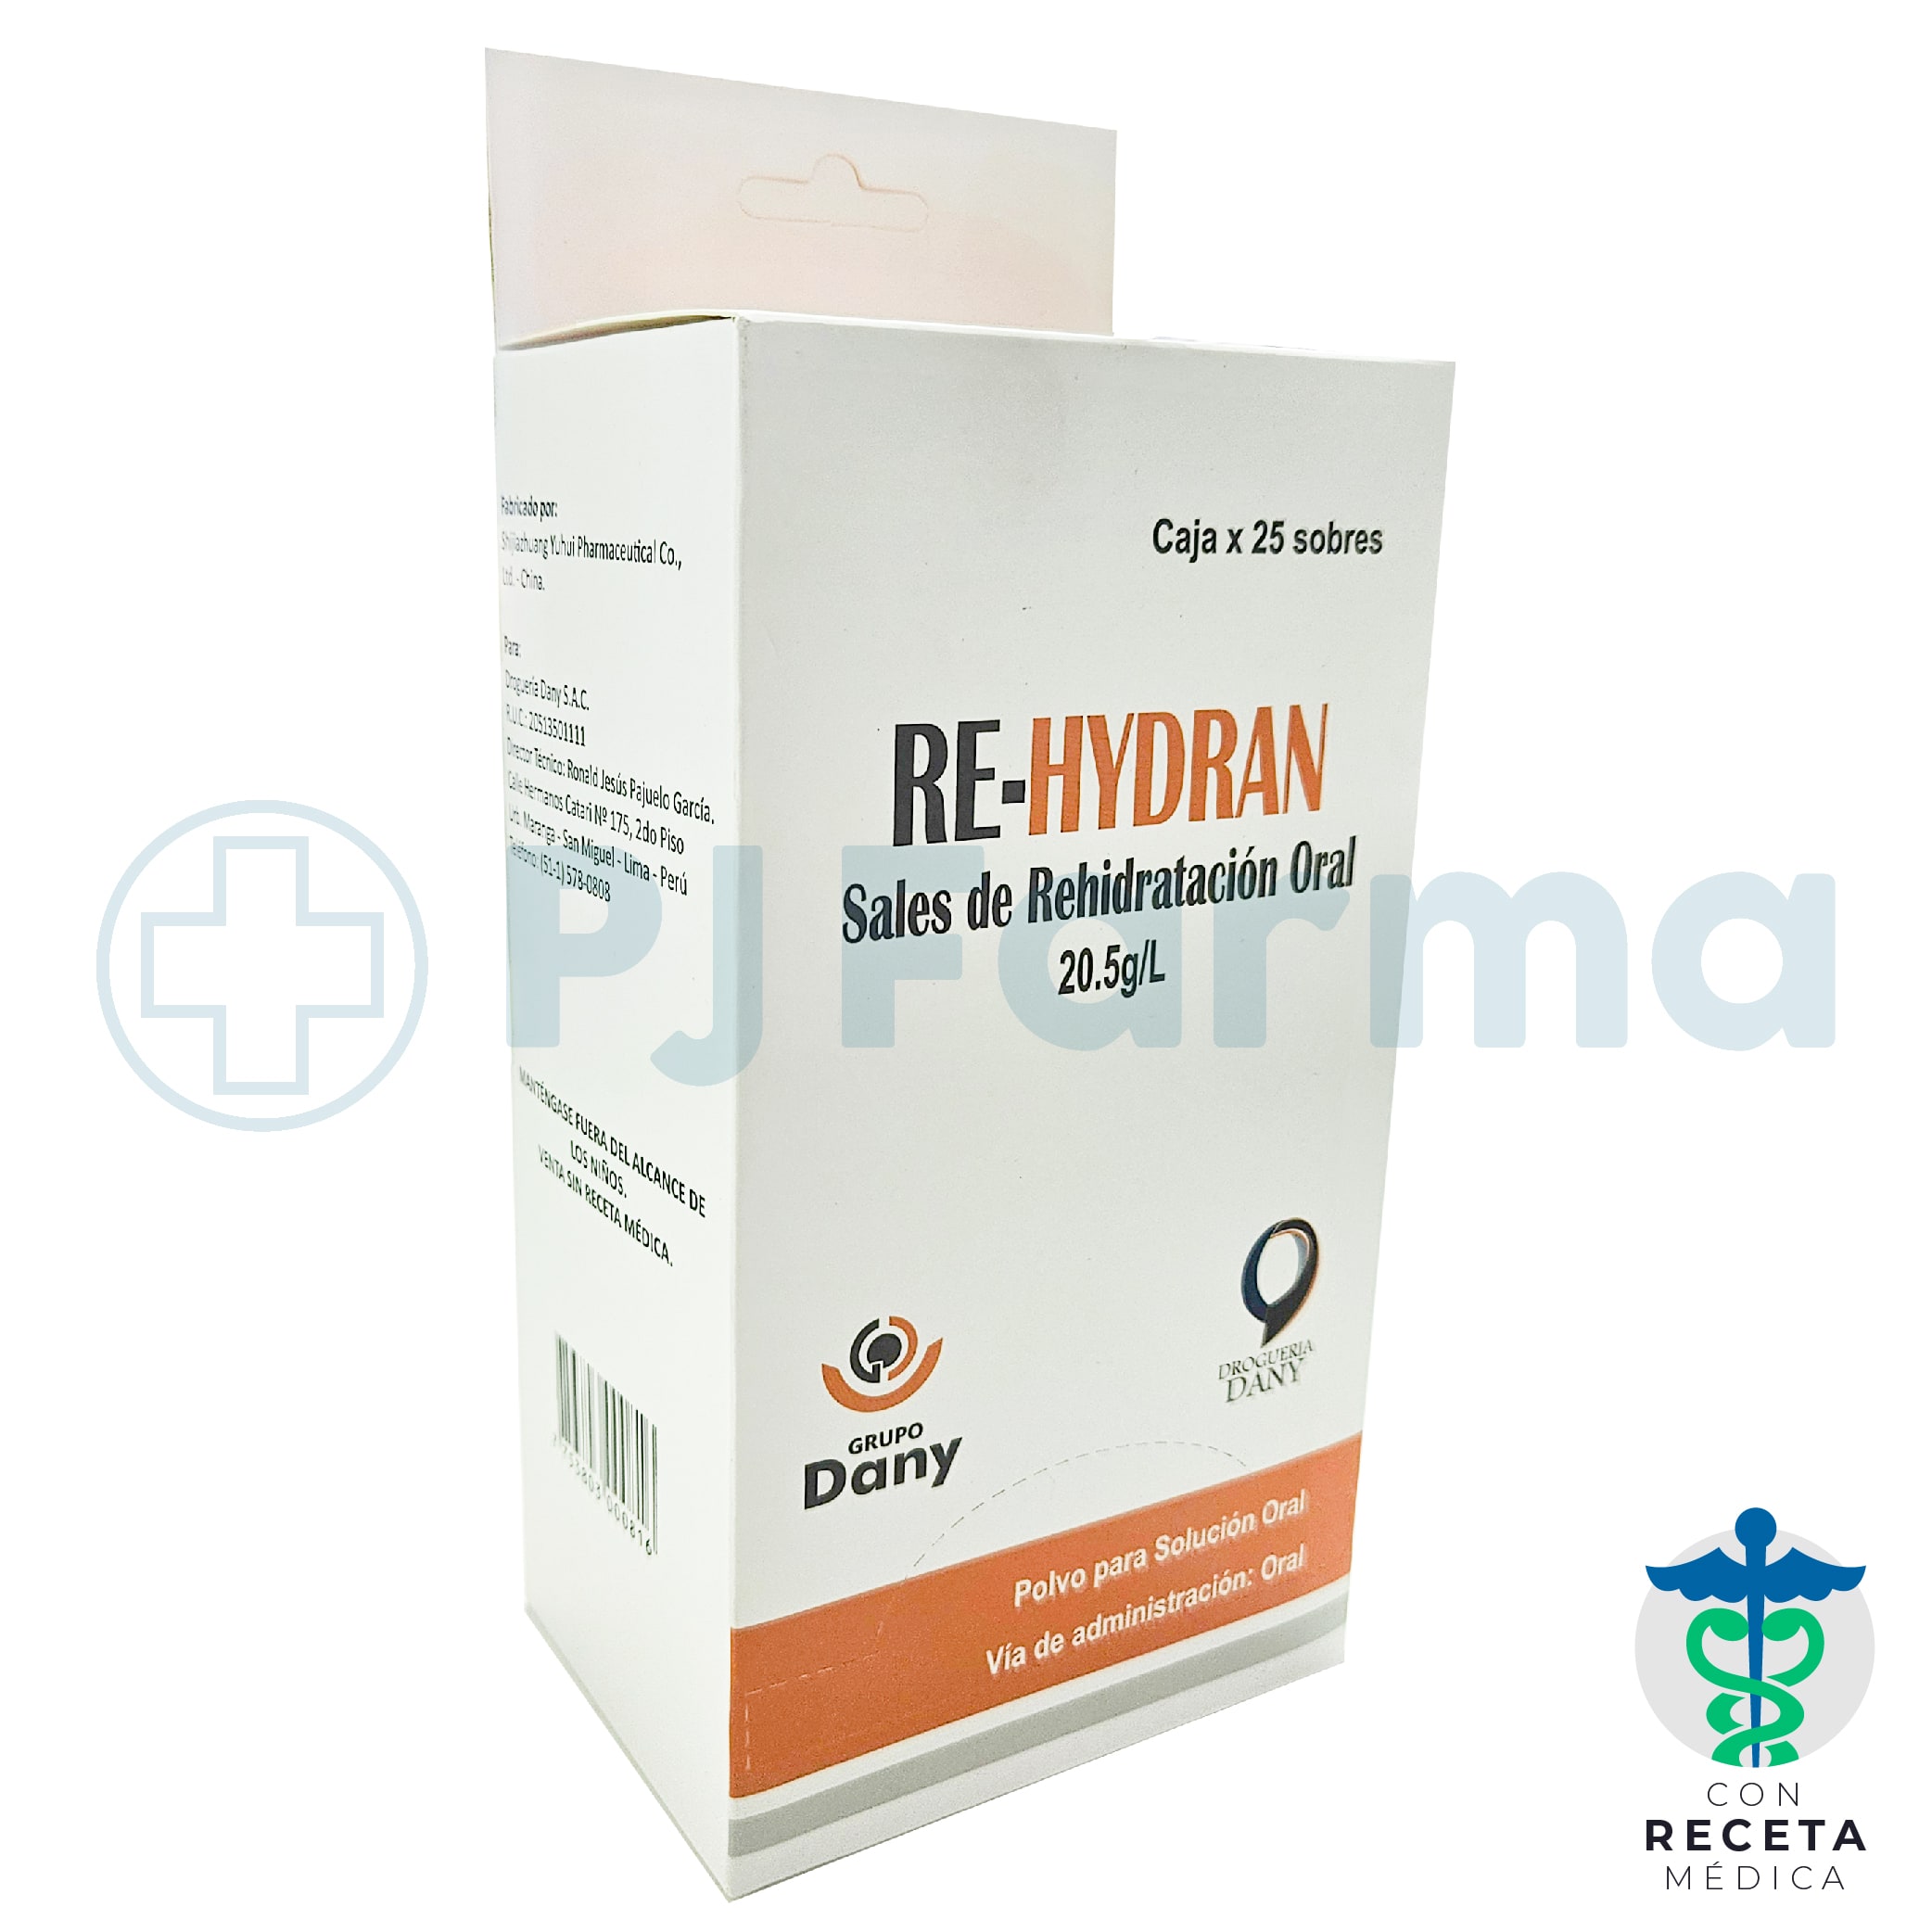 Caja x 25 sobres
RE-HYDRAN
Sales de Rehidratación Oral
20.5g/L
GRUPO
Dany
DROGUERIA
DANY
Polvo para Solución Oral
Vía de administración: Oral
Fabricado por:
Shijiazhuang Yuhui Pharmaceutical Co.,
Ltd. - China.
Para:
Droguería Dany S.A.C.
R.U.C.: 20513501111
Director Técnico: Ronald Jesús Pajuelo García.
Calle Hermanos Catari Nº 175, 2do Piso
Urb. Maranga - San Miguel - Lima - Perú
Teléfono: (51-1) 578-0808
MANTÉNGASE FUERA DEL ALCANCE DE
LOS NIÑOS.
VENTA SIN RECETA MÉDICA.
PJ Farma
CON
RECETA
MÉDICA